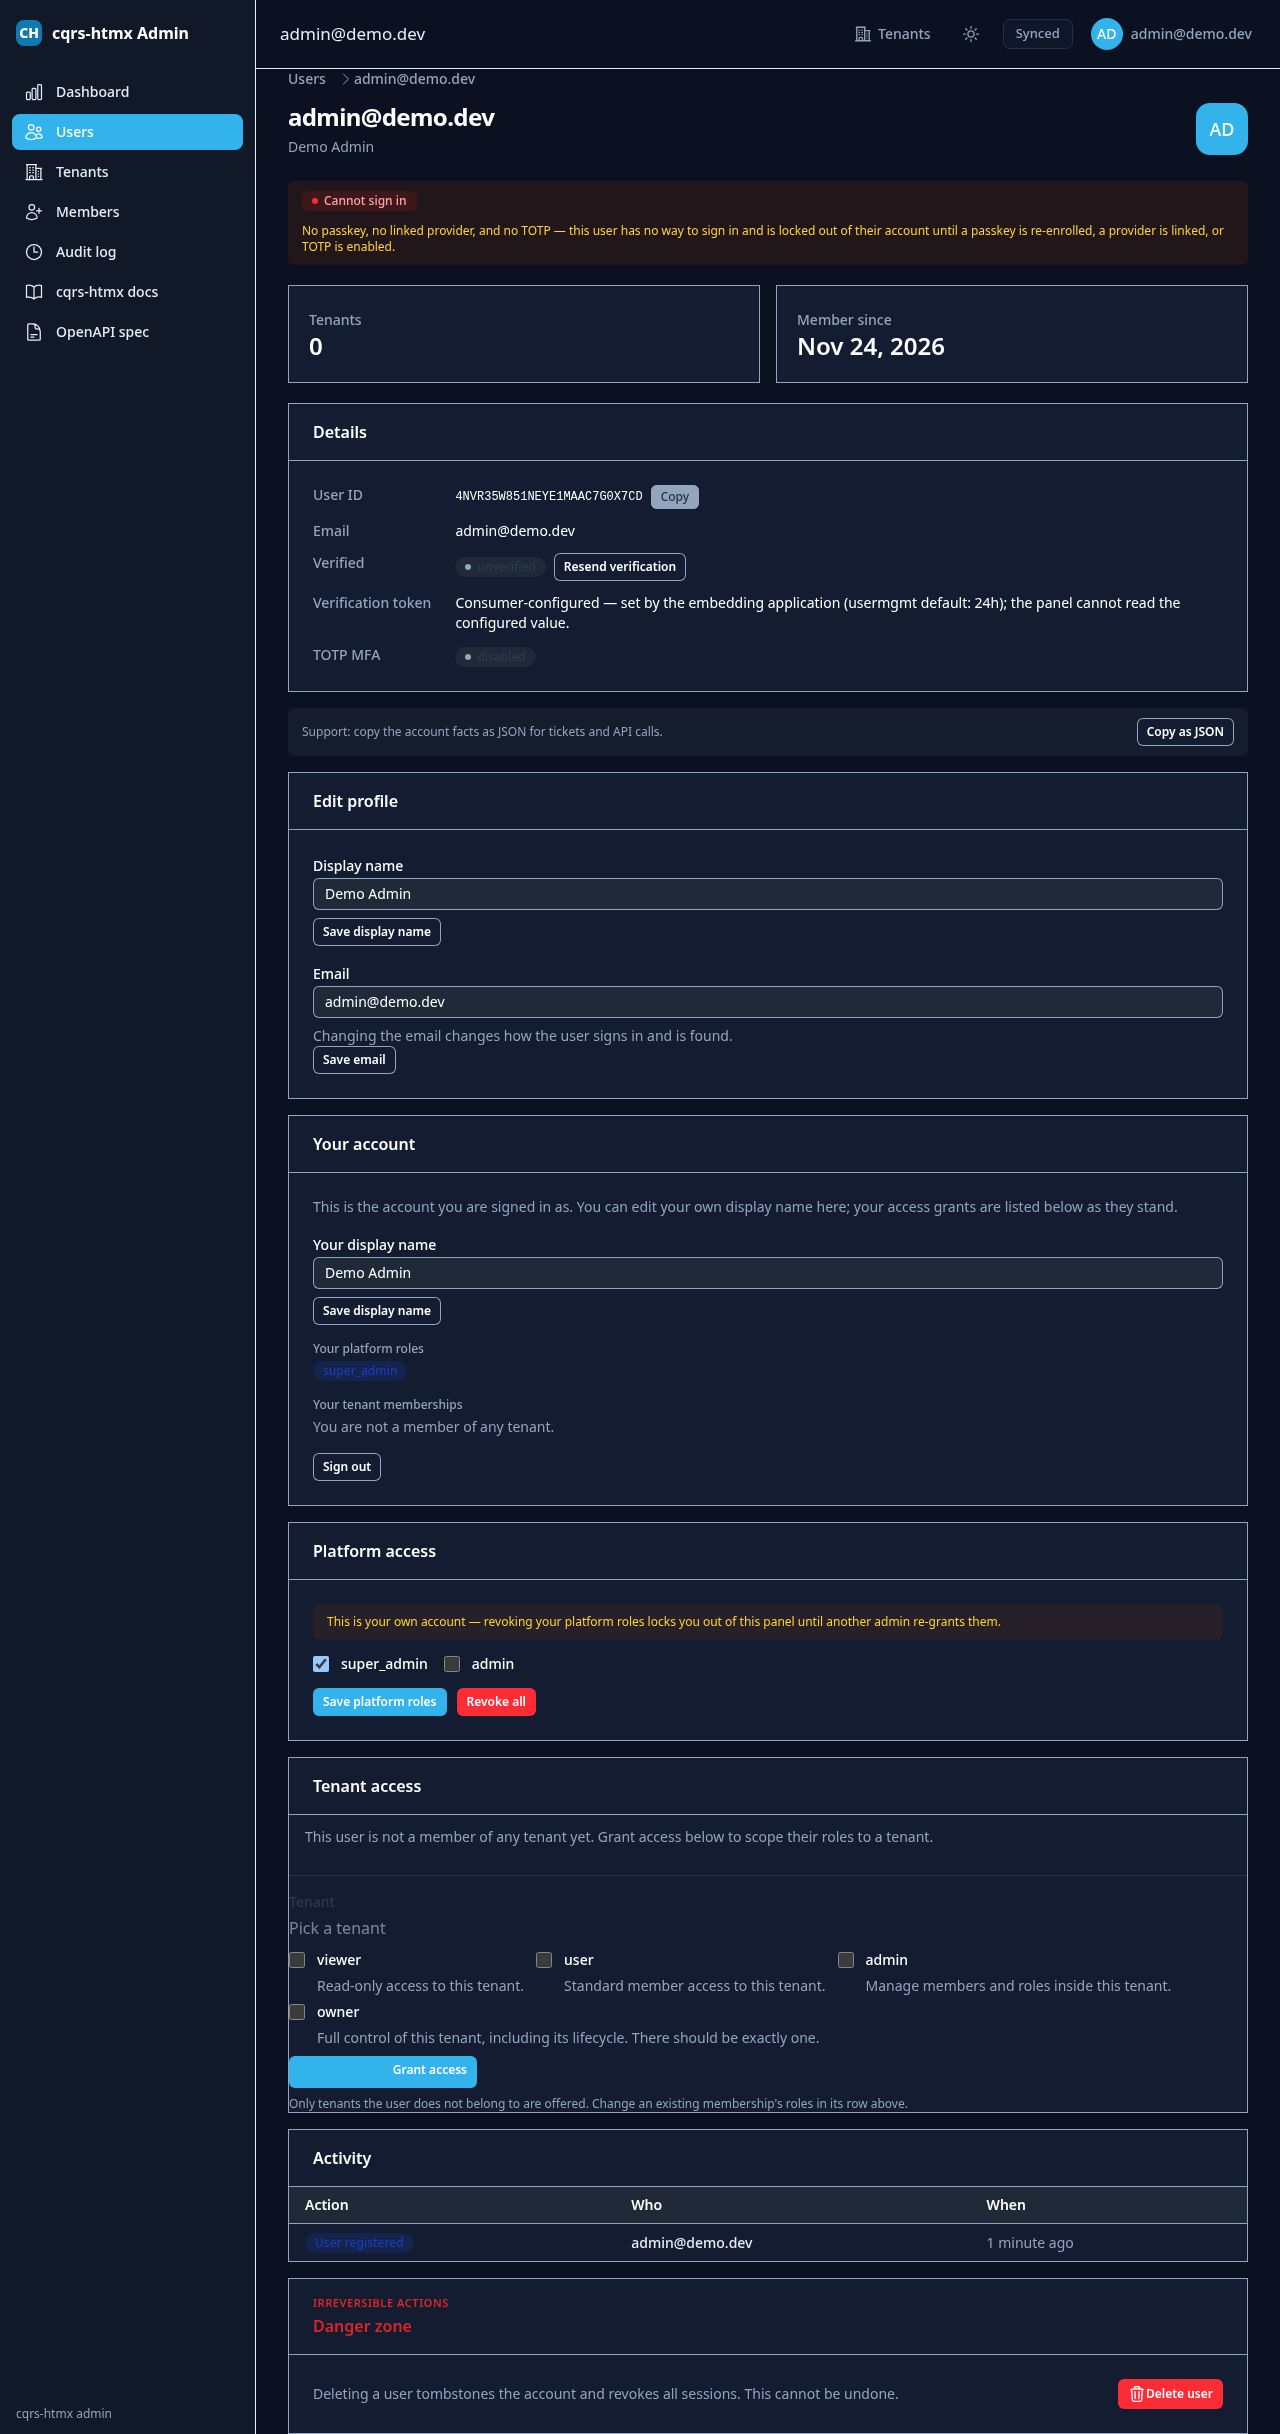 CH cqrs-htmx Admin
Dashboard
Users
Tenants
Members
Audit log
cqrs-htmx docs
OpenAPI spec
cqrs-htmx admin
admin@demo.dev
Tenants
Synced
AD admin@demo.dev
Users admin@demo.dev
admin@demo.dev
Demo Admin
AD
Cannot sign in
No passkey, no linked provider, and no TOTP — this user has no way to sign in and is locked out of their account until a passkey is re-enrolled, a provider is linked, or
TOTP is enabled.
Tenants
0
Member since
Nov 24, 2026
Details
User ID 4NVR35W851NEYE1MAAC7G0X7CD Copy
Email admin@demo.dev
Verified unverified Resend verification
Verification token Consumer-configured — set by the embedding application (usermgmt default: 24h); the panel cannot read the
configured value.
TOTP MFA disabled
Support: copy the account facts as JSON for tickets and API calls. Copy as JSON
Edit profile
Display name
Demo Admin
Save display name
Email
admin@demo.dev
Changing the email changes how the user signs in and is found.
Save email
Your account
This is the account you are signed in as. You can edit your own display name here; your access grants are listed below as they stand.
Your display name
Demo Admin
Save display name
Your platform roles
super_admin
Your tenant memberships
You are not a member of any tenant.
Sign out
Platform access
This is your own account — revoking your platform roles locks you out of this panel until another admin re-grants them.
super_admin admin
Save platform roles Revoke all
Tenant access
This user is not a member of any tenant yet. Grant access below to scope their roles to a tenant.
Tenant
Pick a tenant
viewer user admin
Read-only access to this tenant. Standard member access to this tenant. Manage members and roles inside this tenant.
owner
Full control of this tenant, including its lifecycle. There should be exactly one.
Grant access
Only tenants the user does not belong to are offered. Change an existing membership's roles in its row above.
Activity
Action Who When
User registered admin@demo.dev 1 minute ago
IRREVERSIBLE ACTIONS
Danger zone
Deleting a user tombstones the account and revokes all sessions. This cannot be undone. Delete user